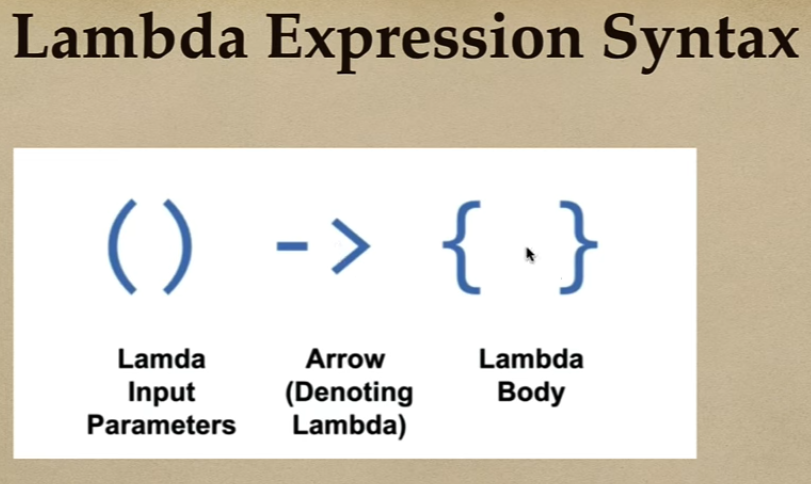 Lambda Expression Syntax
( ) -> { }
Lamda Arrow Lambda
Input (Denoting Body
Parameters Lambda)